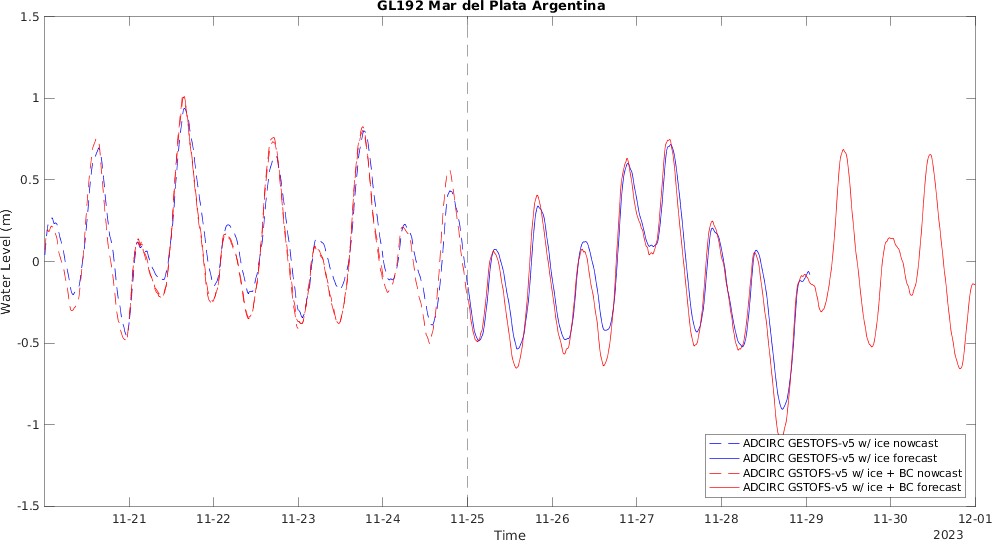 GL192 Mar del Plata Argentina
Water Level (m)
1.5
1
0.5
0
-0.5
-1
-1.5
ADCIRC GESTOFS-v5 w/ ice nowcast
ADCIRC GESTOFS-v5 w/ ice forecast
ADCIRC GSTOFS-v5 w/ ice + BC nowcast
ADCIRC GSTOFS-v5 w/ ice + BC forecast
11-21 11-22 11-23 11-24 11-25 11-26 11-27 11-28 11-29 11-30 12-01
Time
2023